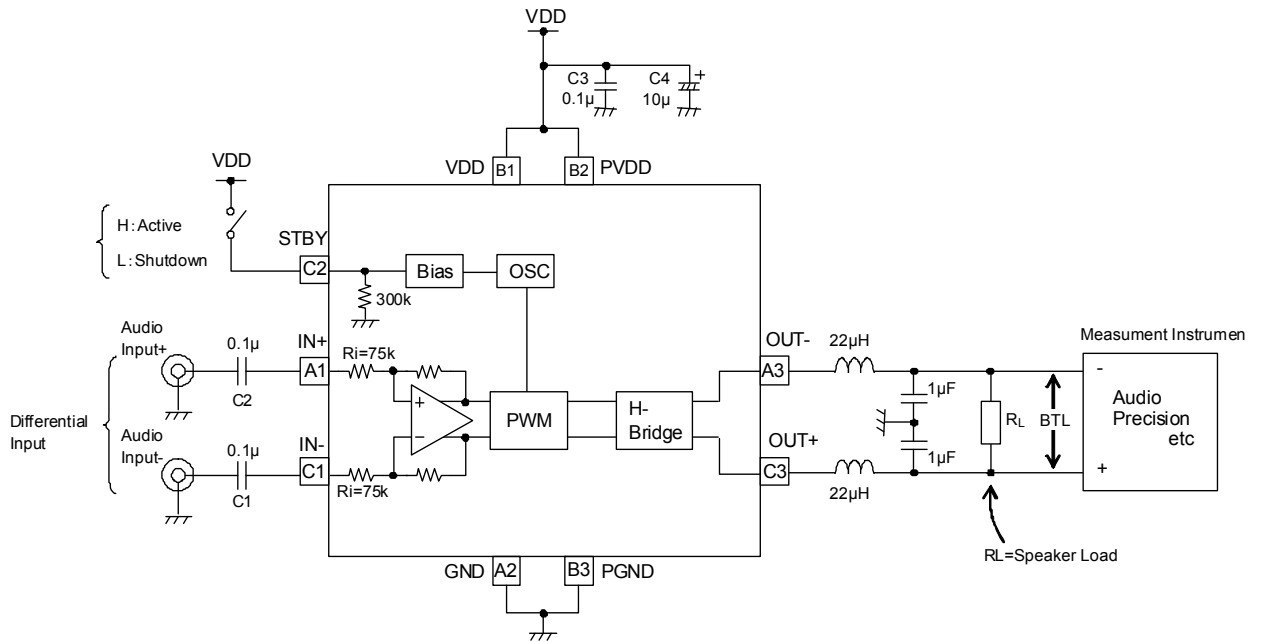 VDD
C3
0.1µ
C4
+
10µ
VDD
B1
B2
PVDD
VDD
H:Active
L:Shutdown
STBY
C2
Bias
OSC
300k
Audio
Input+
0.1µ
C2
IN+
A1
Ri=75k
+
-
Differential
Input
Audio
Input-
0.1µ
C1
IN-
C1
Ri=75k
PWM
H-
Bridge
OUT-
A3
22µH
1µF
1µF
OUT+
C3
22µH
RL
BTL
Measument Instrumen
-
Audio
Precision
etc
+
RL=Speaker Load
GND
A2
B3
PGND